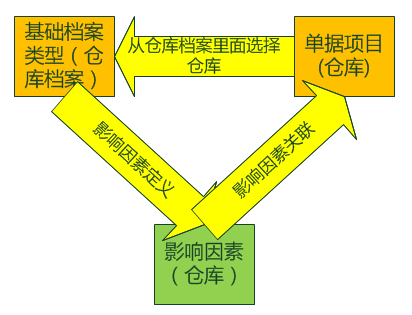 基础档案
类型（仓
库档案）
从仓库档案里面选择
仓库
单据项目
(仓库)
影响因素定义
影响因素关联
影响因素
（仓库）